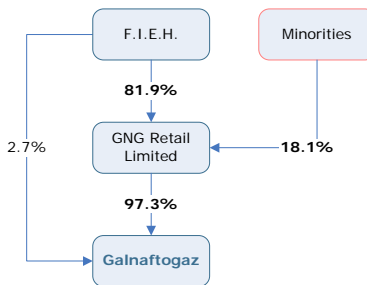 F.I.E.H.
Minorities
81.9%
2.7%
GNG Retail
Limited
18.1%
97.3%
Galnaftogaz